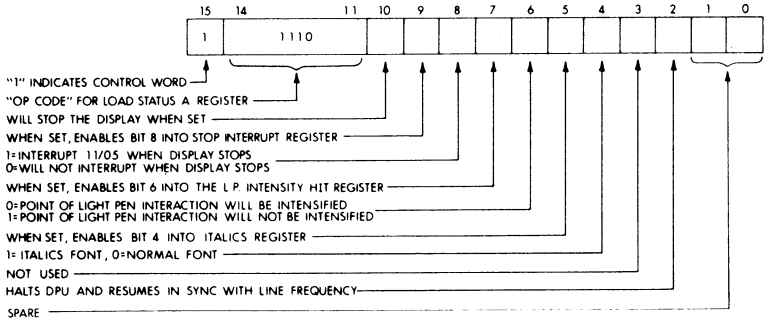 15 14 11 10 9 8 7 6 5 4 3 2 1 0
1 1110
"1" INDICATES CONTROL WORD
"OP CODE" FOR LOAD STATUS A REGISTER
WILL STOP THE DISPLAY WHEN SET
WHEN SET, ENABLES BIT 8 INTO STOP INTERRUPT REGISTER
1=INTERRUPT 11/05 WHEN DISPLAY STOPS
0=WILL NOT INTERRUPT WHEN DISPLAY STOPS
WHEN SET, ENABLES BIT 6 INTO THE L.P. INTENSITY HIT REGISTER
0=POINT OF LIGHT PEN INTERACTION WILL BE INTENSIFIED
1=POINT OF LIGHT PEN INTERACTION WILL NOT BE INTENSIFIED
WHEN SET, ENABLES BIT 4 INTO ITALICS REGISTER
1=ITALICS FONT, 0=NORMAL FONT
NOT USED
HALTS DPU AND RESUMES IN SYNC WITH LINE FREQUENCY
SPARE